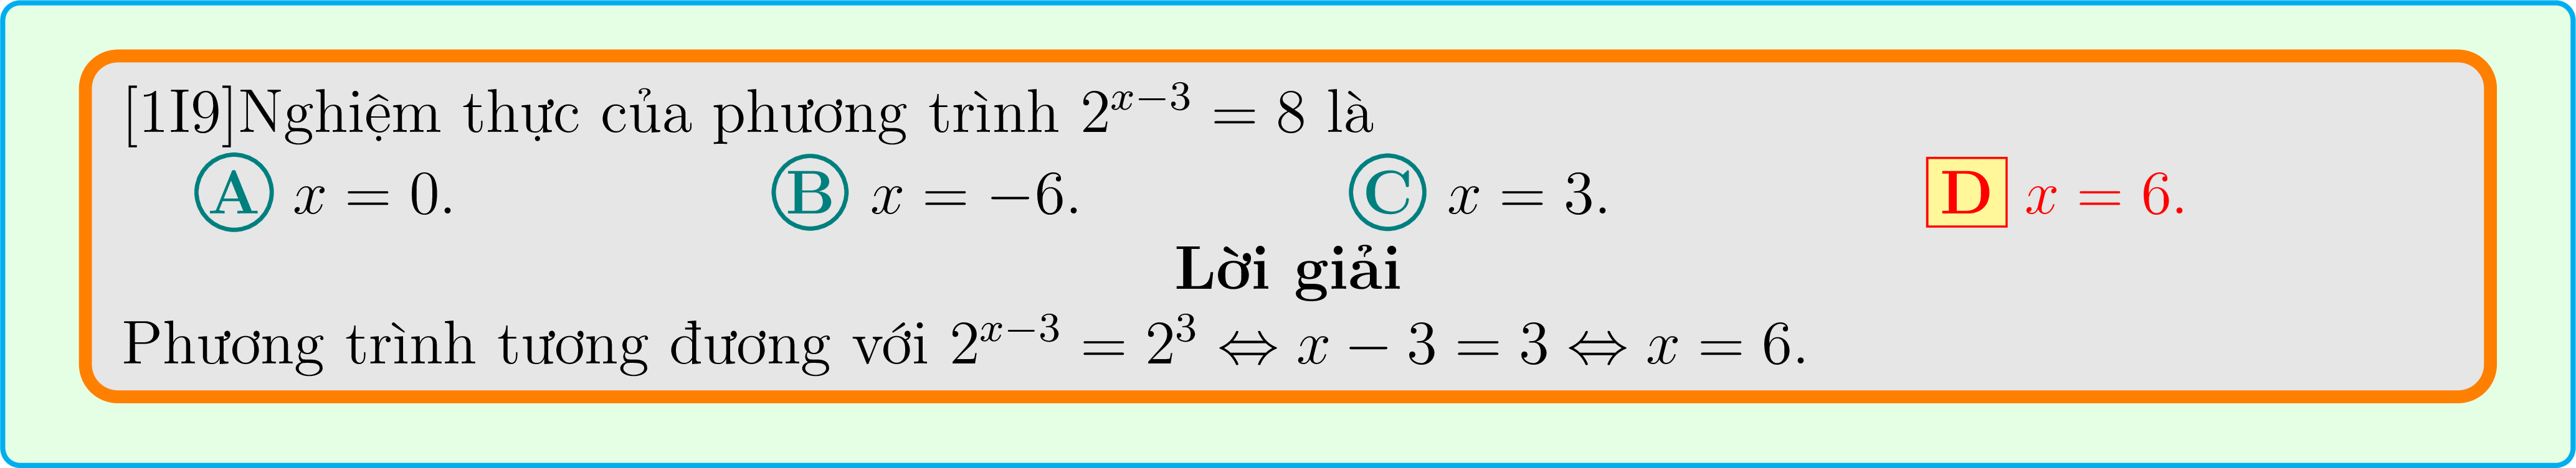 [1I9]Nghiệm thực của phương trình $2^{x-3} = 8$ là
A $x = 0$. B $x = -6$. C $x = 3$. D $x = 6$.
Lời giải
Phương trình tương đương với $2^{x-3} = 2^3 \Leftrightarrow x - 3 = 3 \Leftrightarrow x = 6$.